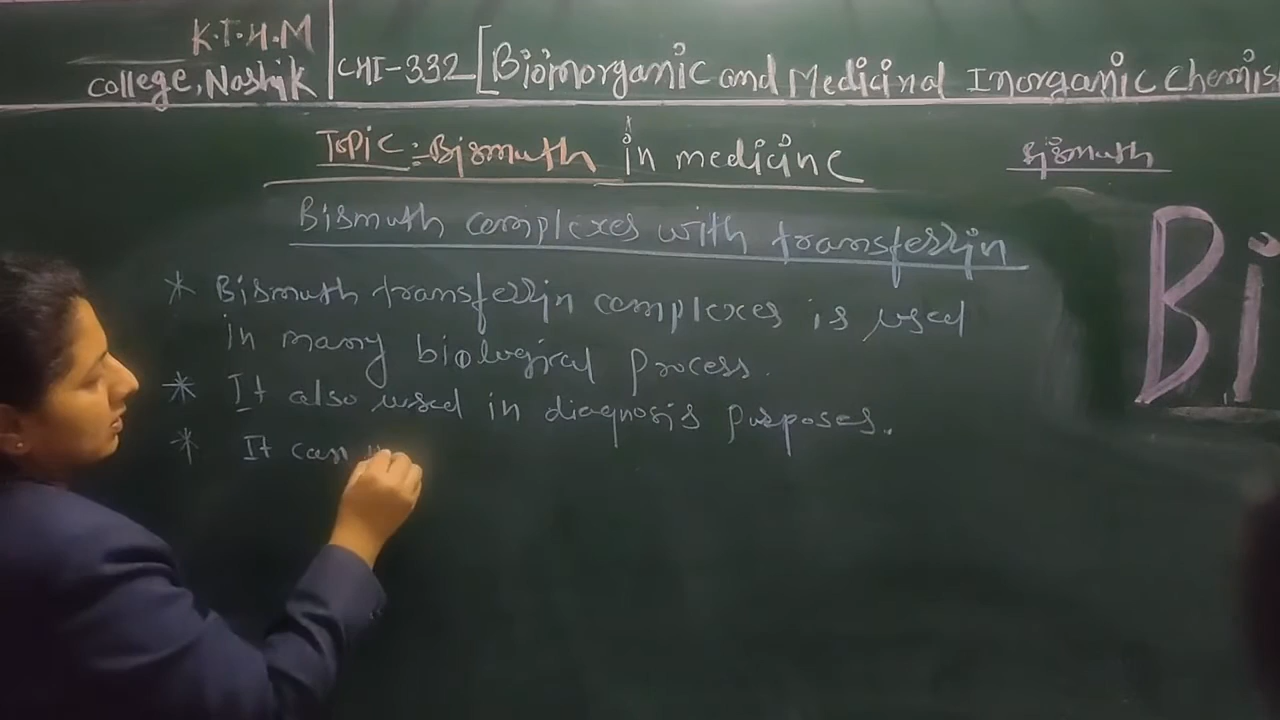 K.T.H.M
college, Nashik
CHI-332 [Bioinorganic and Medicinal Inorganic Chemis
Topic:- Bismuth in medicine
Bismuth
Bismuth complexes with transferrin
Bi
* Bismuth transferrin complexes is used
in many biological process.
* It also used in diagnosis purposes.
* It can